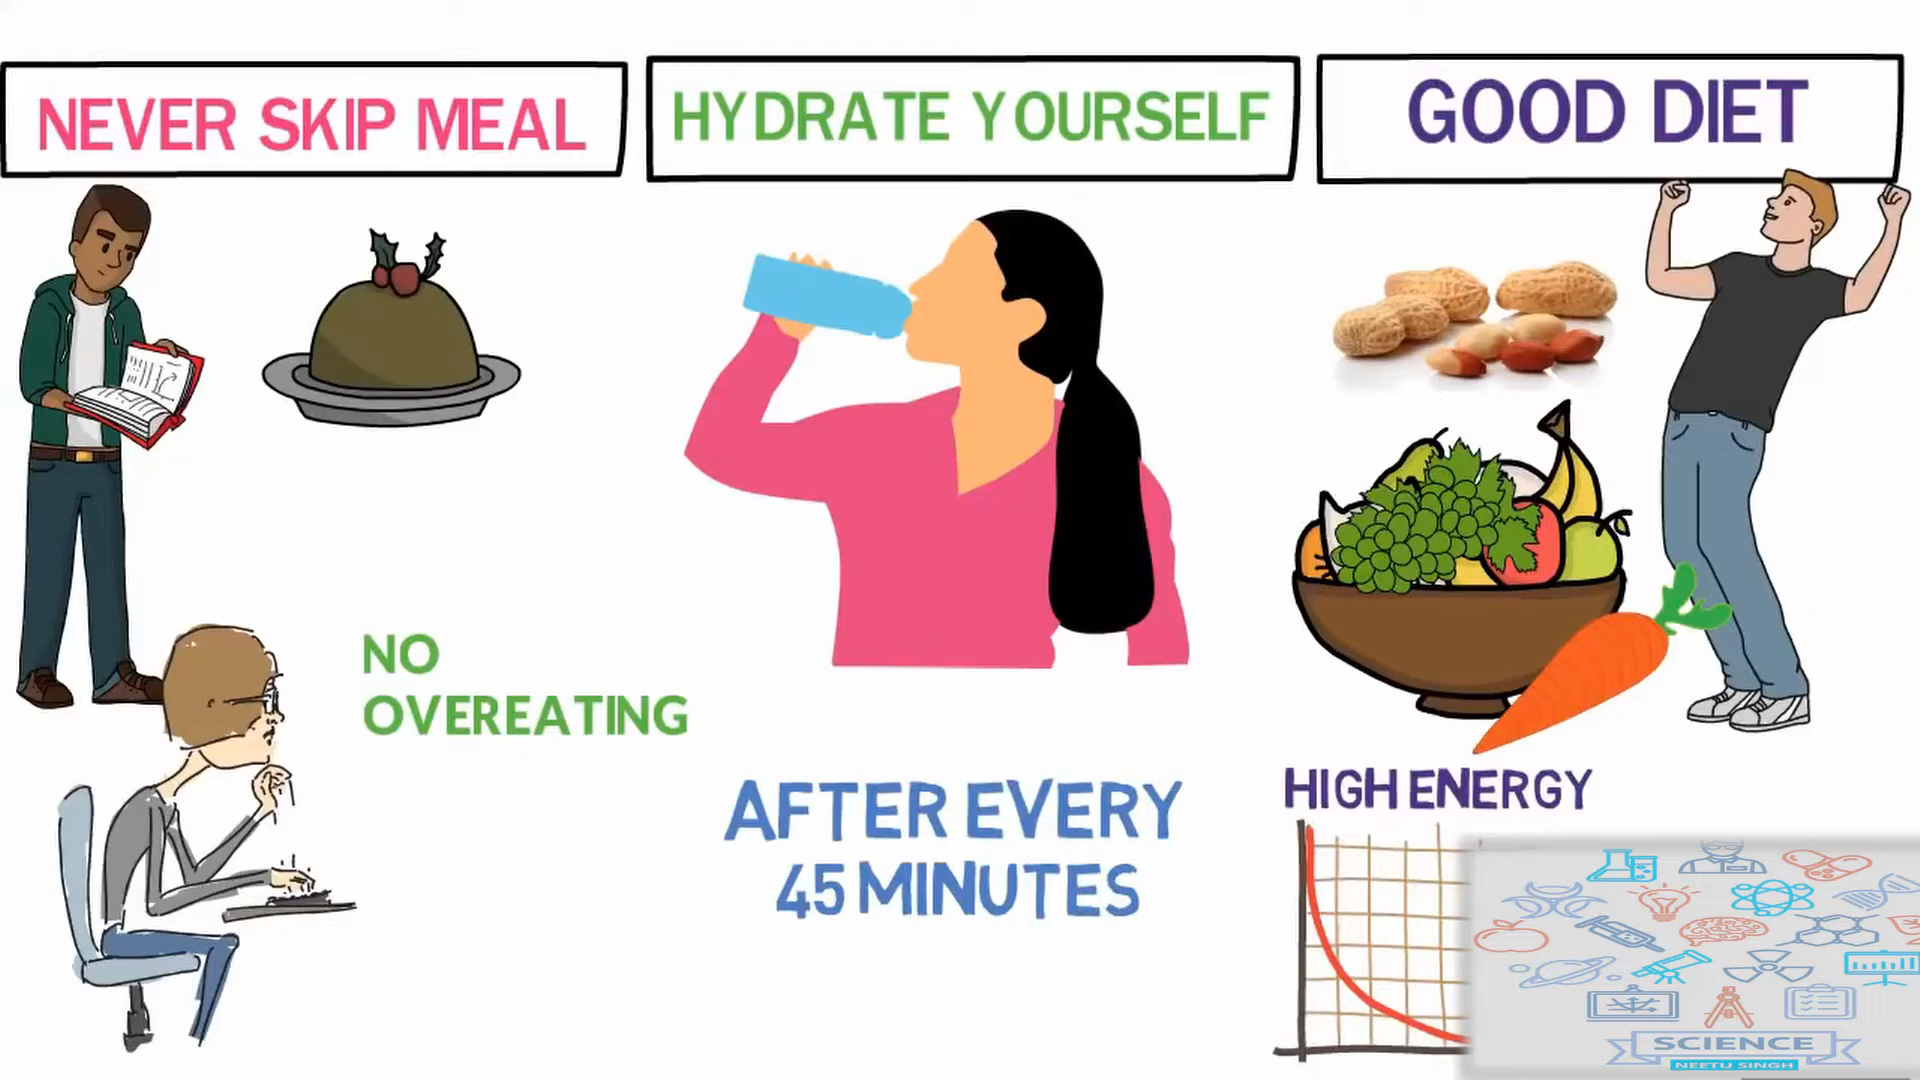 NEVER SKIP MEAL
HYDRATE YOURSELF
GOOD DIET
NO
OVEREATING
AFTER EVERY
45 MINUTES
HIGH ENERGY
SCIENCE
NEETU SINGH